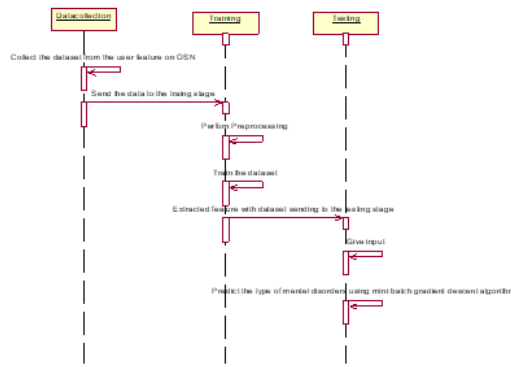 Datacollection
Training
Testing
Collect the dataset from the user feature on OSN
Send the data to the traing stage
Perform Preprocessing
Train the dataset
Extracted feature with dataset sending to the testing stage
Give input
Predict the type of mentel disorders using mini batch gradient descent algorithm